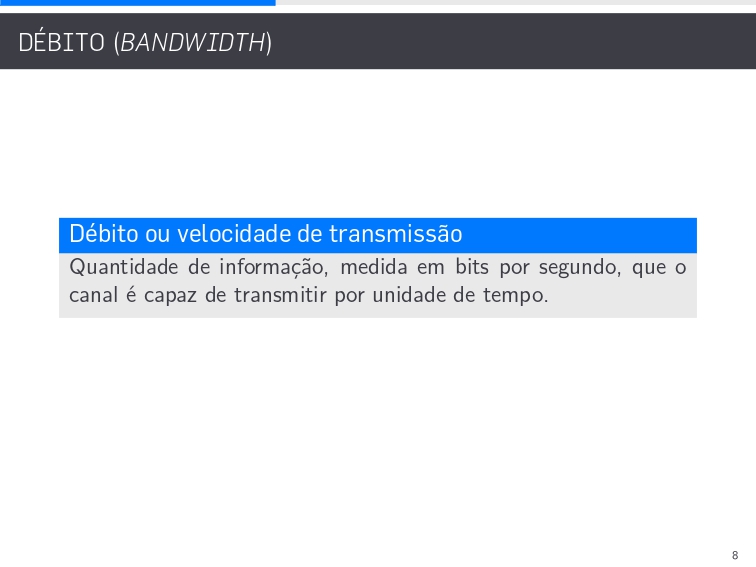 DÉBITO (BANDWIDTH)
Débito ou velocidade de transmissão
Quantidade de informação, medida em bits por segundo, que o
canal é capaz de transmitir por unidade de tempo.
8